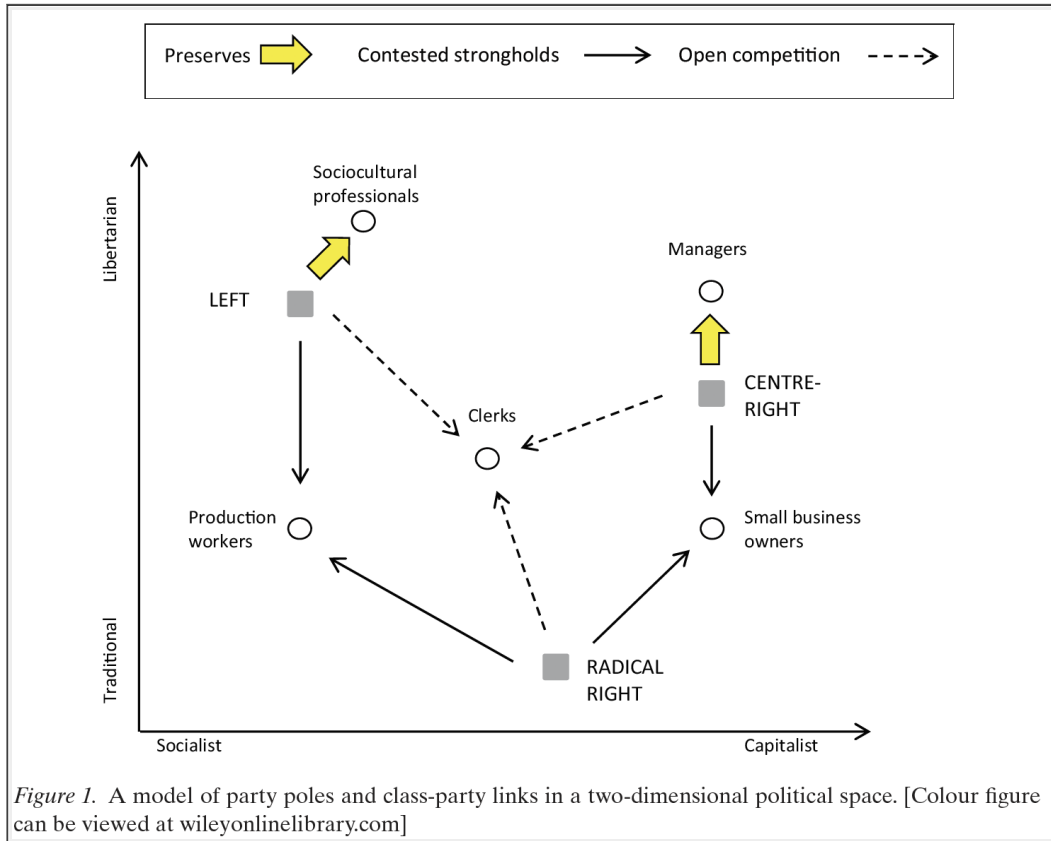 Preserves Contested strongholds Open competition
Sociocultural
professionals
Libertarian
Managers
LEFT
CENTRE-
RIGHT
Clerks
Production
workers
Small business
owners
Traditional
RADICAL
RIGHT
Socialist Capitalist
Figure 1. A model of party poles and class-party links in a two-dimensional political space. [Colour figure
can be viewed at wileyonlinelibrary.com]